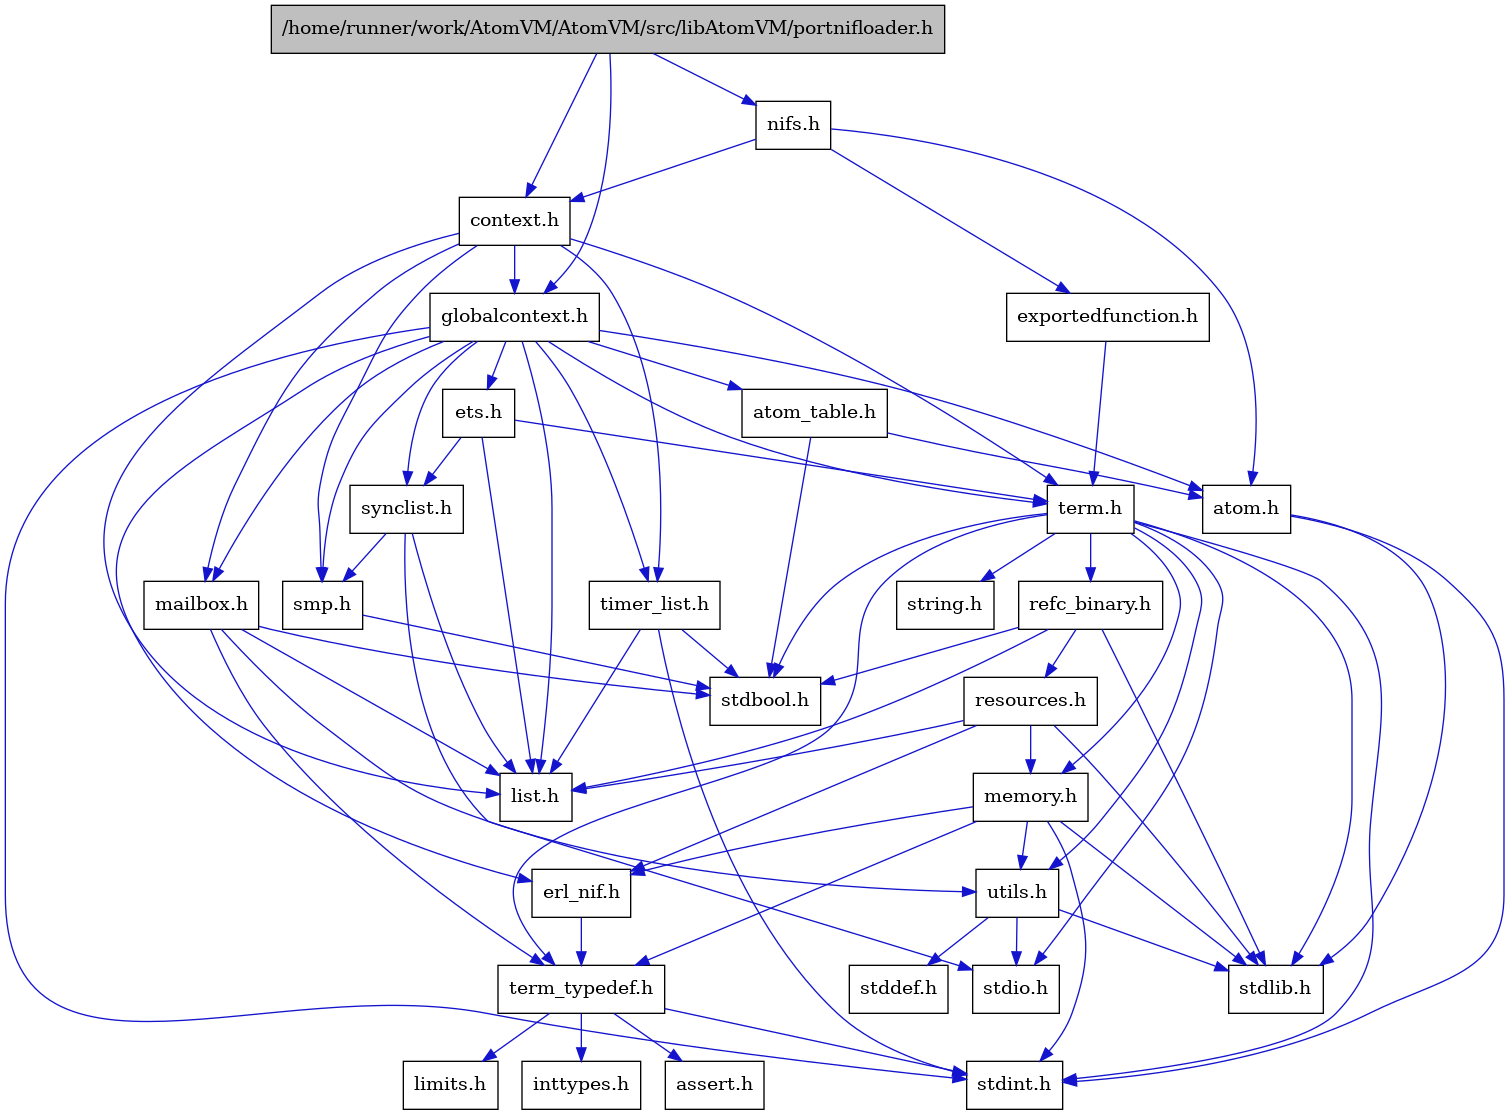 /home/runner/work/AtomVM/AtomVM/src/libAtomVM/portnifloader.h
nifs.h
context.h
globalcontext.h
exportedfunction.h
ets.h
atom_table.h
synclist.h
term.h
atom.h
mailbox.h
smp.h
timer_list.h
string.h
refc_binary.h
stdbool.h
resources.h
list.h
memory.h
erl_nif.h
utils.h
term_typedef.h
stddef.h
stdio.h
stdlib.h
limits.h
inttypes.h
assert.h
stdint.h